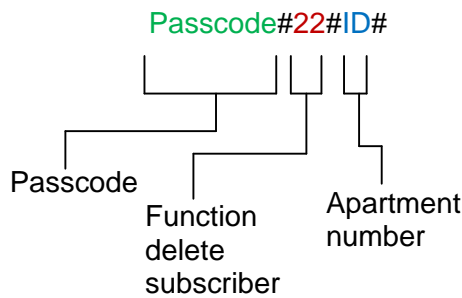 Passcode#22#ID#
Passcode
Function
delete
subscriber
Apartment
number